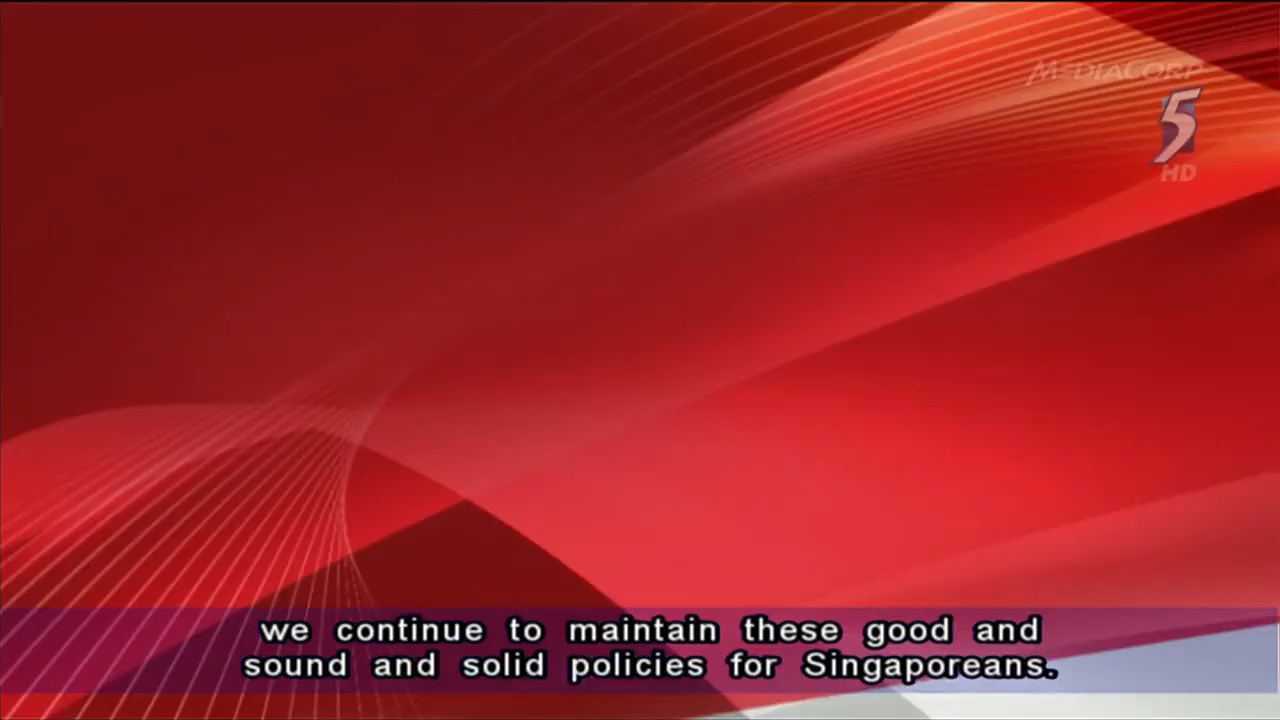 MEDIACORP
5
HD
we continue to maintain these good and
sound and solid policies for Singaporeans.